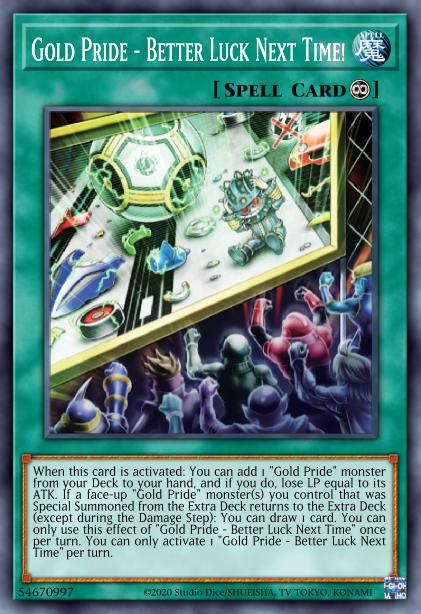 Gold Pride - Better Luck Next Time!
SPELL
魔
[Spell Card]
When this card is activated: You can add 1 "Gold Pride" monster
from your Deck to your hand, and if you do, lose LP equal to its
ATK. If a face-up "Gold Pride" monster(s) you control that was
Special Summoned from the Extra Deck returns to the Extra Deck
(except during the Damage Step): You can draw 1 card. You can
only use this effect of "Gold Pride - Better Luck Next Time" once
per turn. You can only activate 1 "Gold Pride - Better Luck Next
Time" per turn.
54670997
©2020 Studio Dice/SHUEISHA, TV TOKYO, KONAMI